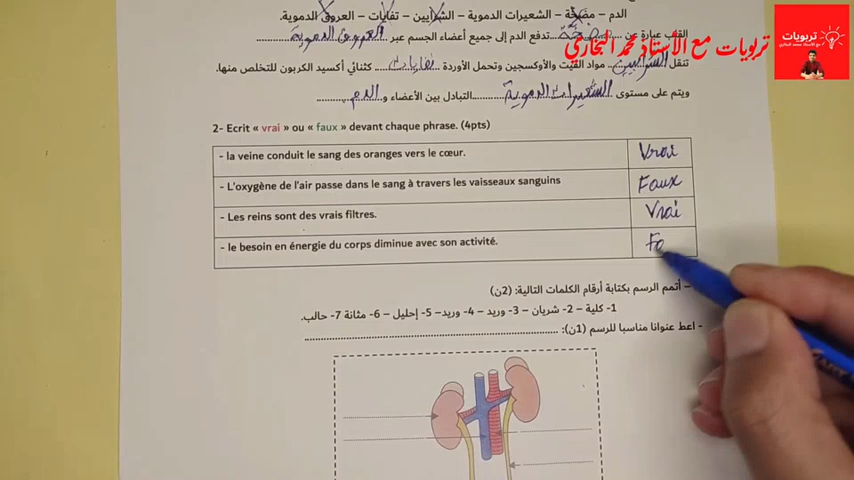 الدم – مضخة – الشعيرات الدموية – الشرايين – نفايات – العروق الدموية.
القلب عبارة عن ...مضخة... تدفع الدم إلى جميع أعضاء الجسم عبر ...العروق الدموية...
تنقل ...الشرايين... مواد القيت والأوكسجين وتحمل الأوردة ...نفايات... كثنائي أكسيد الكربون للتخلص منها.
ويتم على مستوى ...الشعيرات الدموية... التبادل بين الأعضاء و...الدم...
تربويات مع الأستاذ محمد البخاري
تربويات
2- Ecrit « vrai » ou « faux » devant chaque phrase. (4pts)
- la veine conduit le sang des oranges vers le cœur. Vrai
- L'oxygène de l'air passe dans le sang à travers les vaisseaux sanguins Faux
- Les reins sont des vrais filtres. Vrai
- le besoin en énergie du corps diminue avec son activité. Fa
– أتمم الرسم بكتابة أرقام الكلمات التالية: (2ن)
1- كلية – 2- شريان – 3- وريد – 4- وريد– 5- إحليل – 6- مثانة 7- حالب.
- اعط عنوانا مناسبا للرسم (1ن): ........................